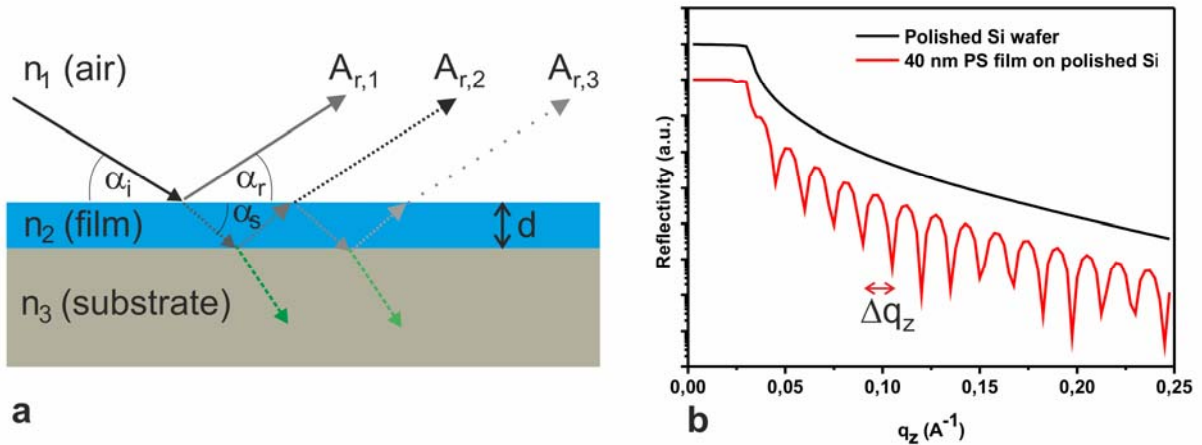 n₁ (air)
Aᵣ,₁
Aᵣ,₂
Aᵣ,₃
αᵢ
αᵣ
n₂ (film)
αₛ
d
n₃ (substrate)
a
Polished Si wafer
40 nm PS film on polished Si
Reflectivity (a.u.)
Δq_z
0,00 0,05 0,10 0,15 0,20 0,25
b
q_z (A⁻¹)